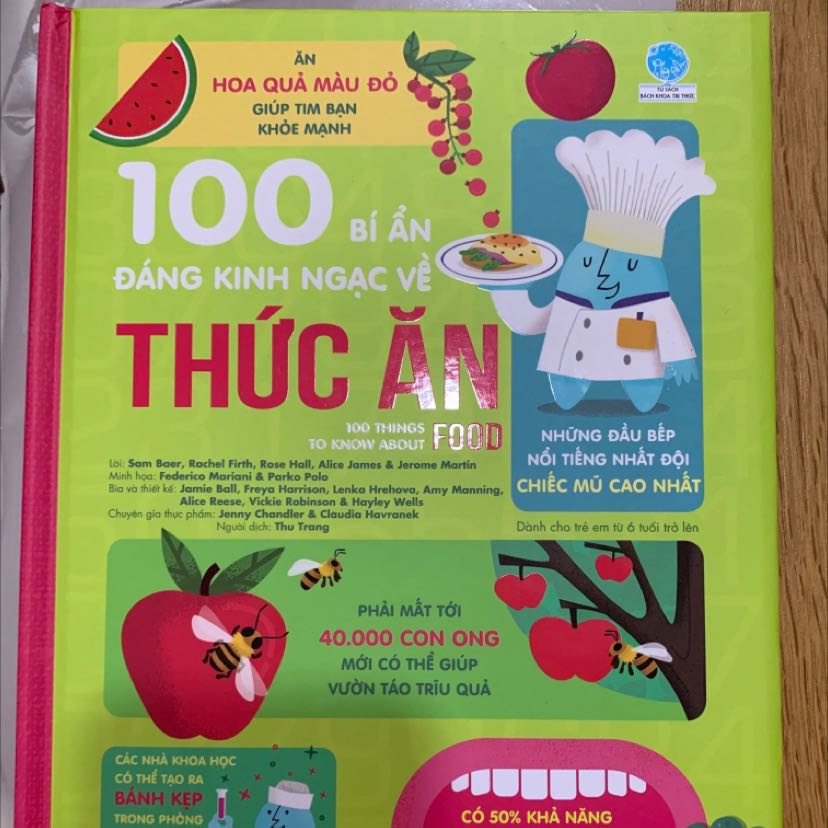 ĂN
HOA QUẢ MÀU ĐỎ
GIÚP TIM BẠN
KHỎE MẠNH
TỦ SÁCH
BÁCH KHOA TRI THỨC
100 BÍ ẨN
ĐÁNG KINH NGẠC VỀ
THỨC ĂN
100 THINGS
TO KNOW ABOUT FOOD
Lời: Sam Baer, Rachel Firth, Rose Hall, Alice James & Jerome Martin
Minh họa: Federico Mariani & Parko Polo
Bìa và thiết kế: Jamie Ball, Freya Harrison, Lenka Hrehova, Amy Manning,
Alice Reese, Vickie Robinson & Hayley Wells
Chuyên gia thực phẩm: Jenny Chandler & Claudia Havranek
Người dịch: Thu Trang
NHỮNG ĐẦU BẾP
NỔI TIẾNG NHẤT ĐỘI
CHIẾC MŨ CAO NHẤT
Dành cho trẻ em từ 6 tuổi trở lên
PHẢI MẤT TỚI
40.000 CON ONG
MỚI CÓ THỂ GIÚP
VƯỜN TÁO TRĨU QUẢ
CÁC NHÀ KHOA HỌC
CÓ THỂ TẠO RA
BÁNH KẸP
TRONG PHÒNG
CÓ 50% KHẢ NĂNG